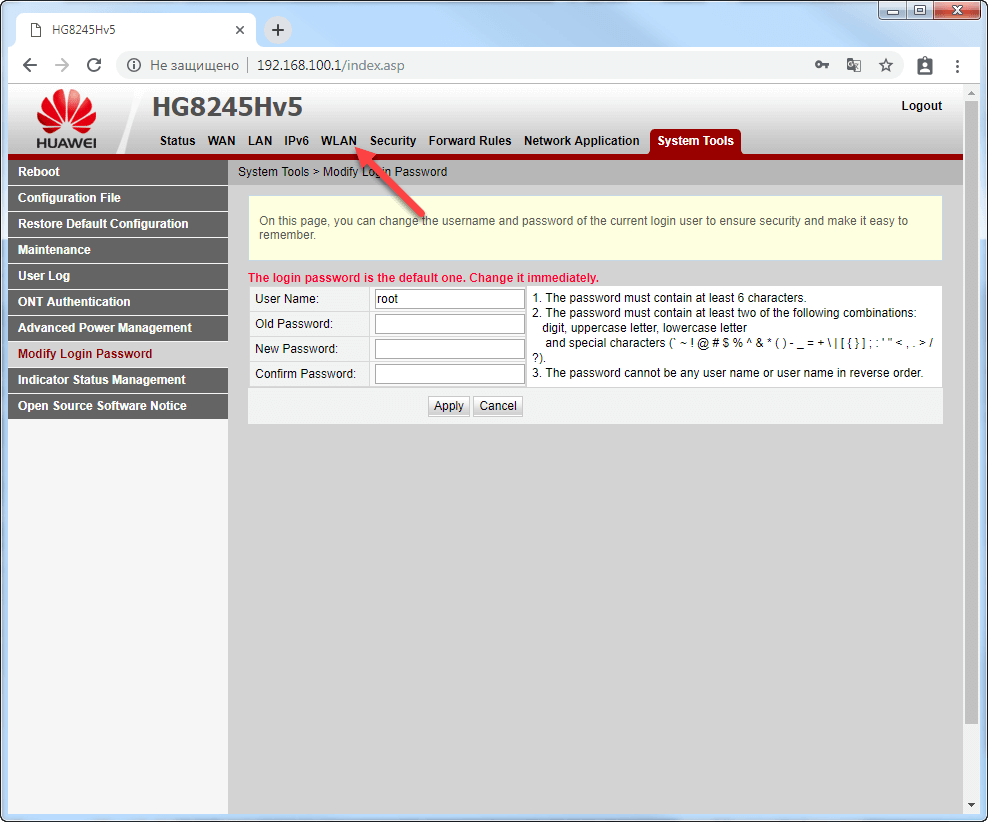 HG8245Hv5
Не защищено
192.168.100.1/index.asp
HUAWEI
HG8245Hv5
Logout
Status WAN LAN IPv6 WLAN Security Forward Rules Network Application System Tools
Reboot
Configuration File
Restore Default Configuration
Maintenance
User Log
ONT Authentication
Advanced Power Management
Modify Login Password
Indicator Status Management
Open Source Software Notice
System Tools > Modify Login Password
On this page, you can change the username and password of the current login user to ensure security and make it easy to
remember.
The login password is the default one. Change it immediately.
User Name: root
Old Password:
New Password:
Confirm Password:
1. The password must contain at least 6 characters.
2. The password must contain at least two of the following combinations:
digit, uppercase letter, lowercase letter
and special characters (` ~ ! @ # $ % ^ & * ( ) - _ = + \ | [ { } ] ; : ' " < , . > /
?).
3. The password cannot be any user name or user name in reverse order.
Apply Cancel